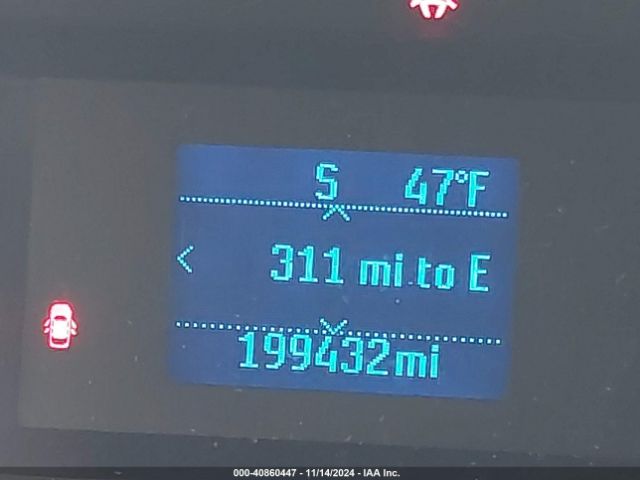 S 47°F
< 311 mi to E
199432mi
000-40860447 - 11/14/2024 - IAA Inc.